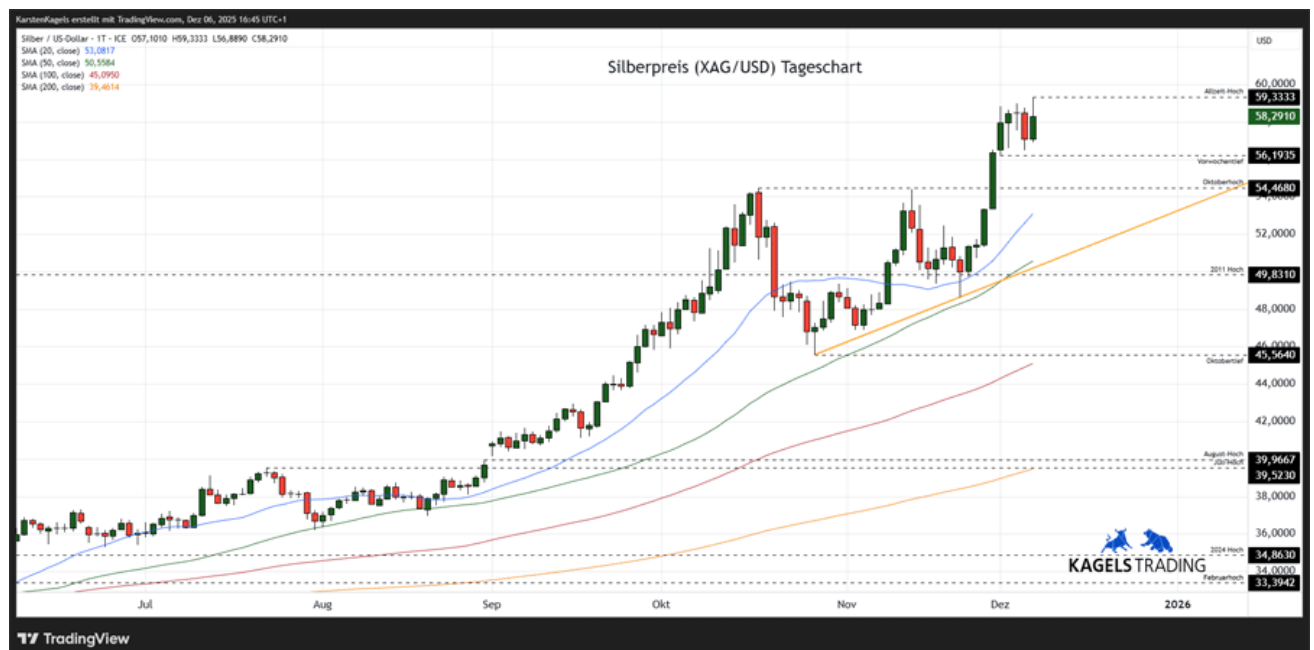 KarstenKagels erstellt mit TradingView.com, Dez 06, 2025 16:45 UTC+1
Silber / US-Dollar · 1T · ICE O57,1010 H59,3333 L56,8890 C58,2910
SMA (20, close) 53,0817
SMA (50, close) 50,5584
SMA (100, close) 45,0950
SMA (200, close) 39,4614
Silberpreis (XAG/USD) Tageschart
USD
60,0000
Allzeit-Hoch 59,3333
58,2910
56,1935
Vorwochentief
Oktoberhoch 54,4680
52,0000
2011 Hoch 49,8310
48,0000
46,0000
45,5640
Oktobertief
44,0000
42,0000
August-Hoch 39,9667
Juli-Hoch 39,5230
38,0000
36,0000
2024 Hoch 34,8630
34,0000
Februarhoch 33,3942
KAGELS TRADING
Jul Aug Sep Okt Nov Dez 2026
TradingView